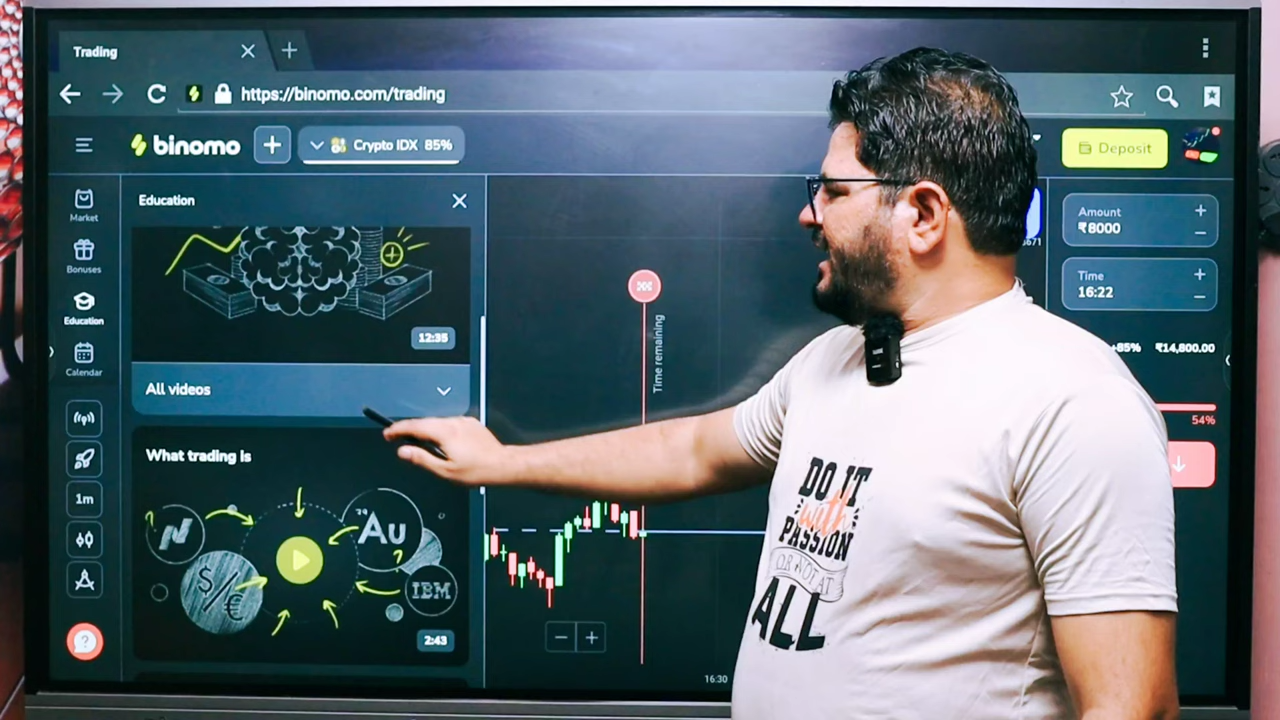 Trading
https://binomo.com/trading
binomo
Crypto IDX 85%
Deposit
Market
Bonuses
Education
Calendar
1m
Education
12:35
All videos
What trading is
N
$/€
79
Au
IBM
2:43
Time remaining
16:30
Amount
₹8000
Time
16:22
+85% ₹14,800.00
54%
DO IT
with
PASSION
OR NOT AT
ALL